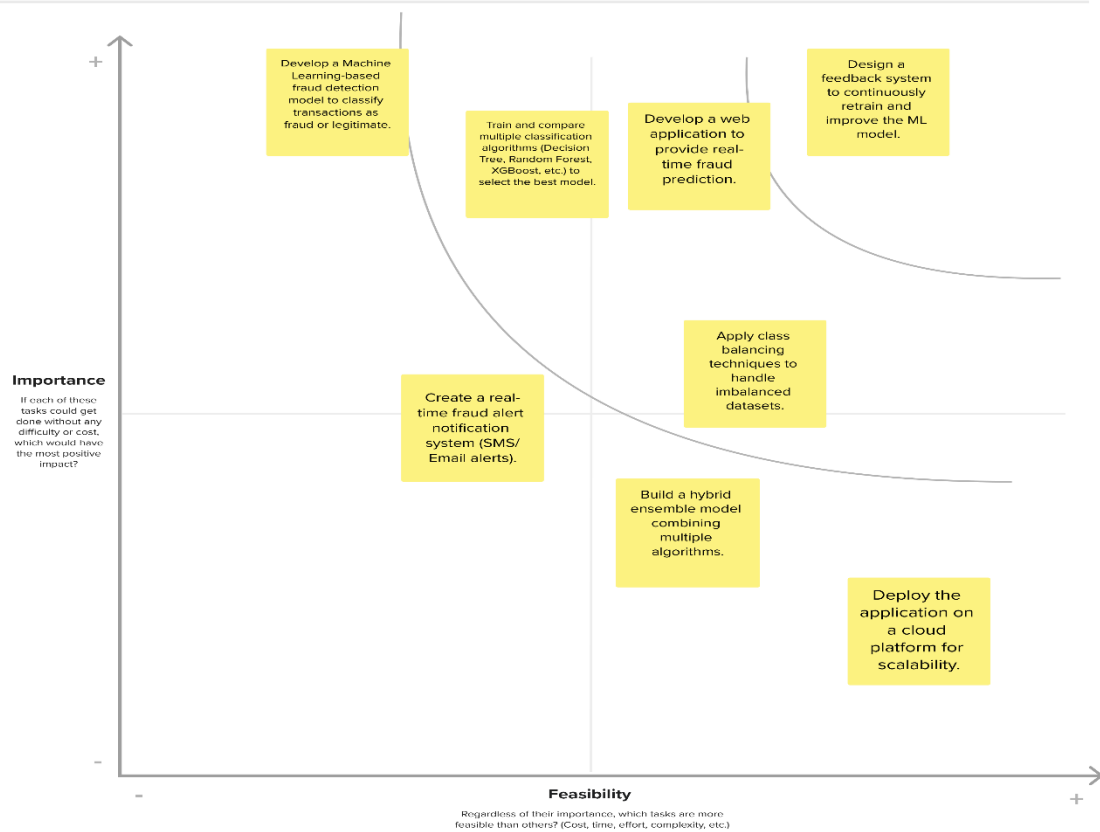 +
Develop a Machine
Learning-based
fraud detection
model to classify
transactions as
fraud or legitimate.
Train and compare
multiple classification
algorithms (Decision
Tree, Random Forest,
XGBoost, etc.) to
select the best model.
Develop a web
application to
provide real-
time fraud
prediction.
Design a
feedback system
to continuously
retrain and
improve the ML
model.
Apply class
balancing
techniques to
handle
imbalanced
datasets.
Importance
If each of these
tasks could get
done without any
difficulty or cost,
which would have
the most positive
impact?
Create a real-
time fraud alert
notification
system (SMS/
Email alerts).
Build a hybrid
ensemble model
combining
multiple
algorithms.
Deploy the
application on
a cloud
platform for
scalability.
-
-
Feasibility
+
Regardless of their importance, which tasks are more
feasible than others? (Cost, time, effort, complexity, etc.)